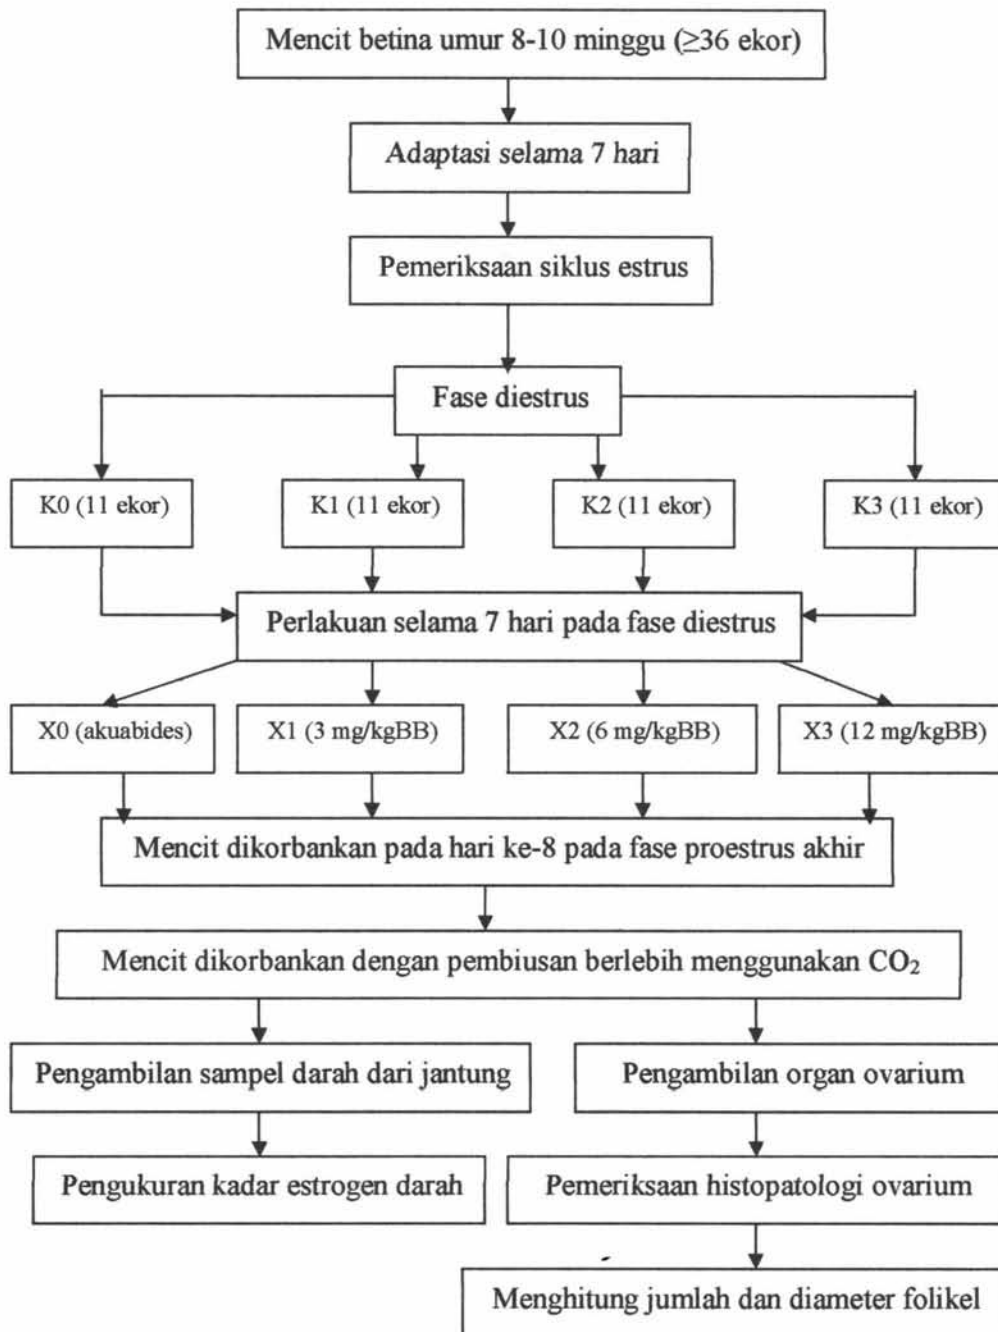 Mencit betina umur 8-10 minggu (≥36 ekor)
Adaptasi selama 7 hari
Pemeriksaan siklus estrus
Fase diestrus
K0 (11 ekor)
K1 (11 ekor)
K2 (11 ekor)
K3 (11 ekor)
Perlakuan selama 7 hari pada fase diestrus
X0 (akuabides)
X1 (3 mg/kgBB)
X2 (6 mg/kgBB)
X3 (12 mg/kgBB)
Mencit dikorbankan pada hari ke-8 pada fase proestrus akhir
Mencit dikorbankan dengan pembiusan berlebih menggunakan CO₂
Pengambilan sampel darah dari jantung
Pengambilan organ ovarium
Pengukuran kadar estrogen darah
Pemeriksaan histopatologi ovarium
Menghitung jumlah dan diameter folikel